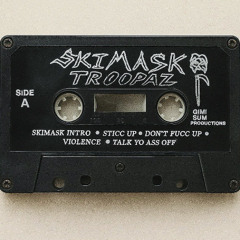 SKIMASK
TROOPAZ
SIDE
A
SKIMASK INTRO • STICC UP • DON'T FUCC UP •
VIOLENCE • TALK YO ASS OFF
GIMI
SUM
PRODUCTIONS